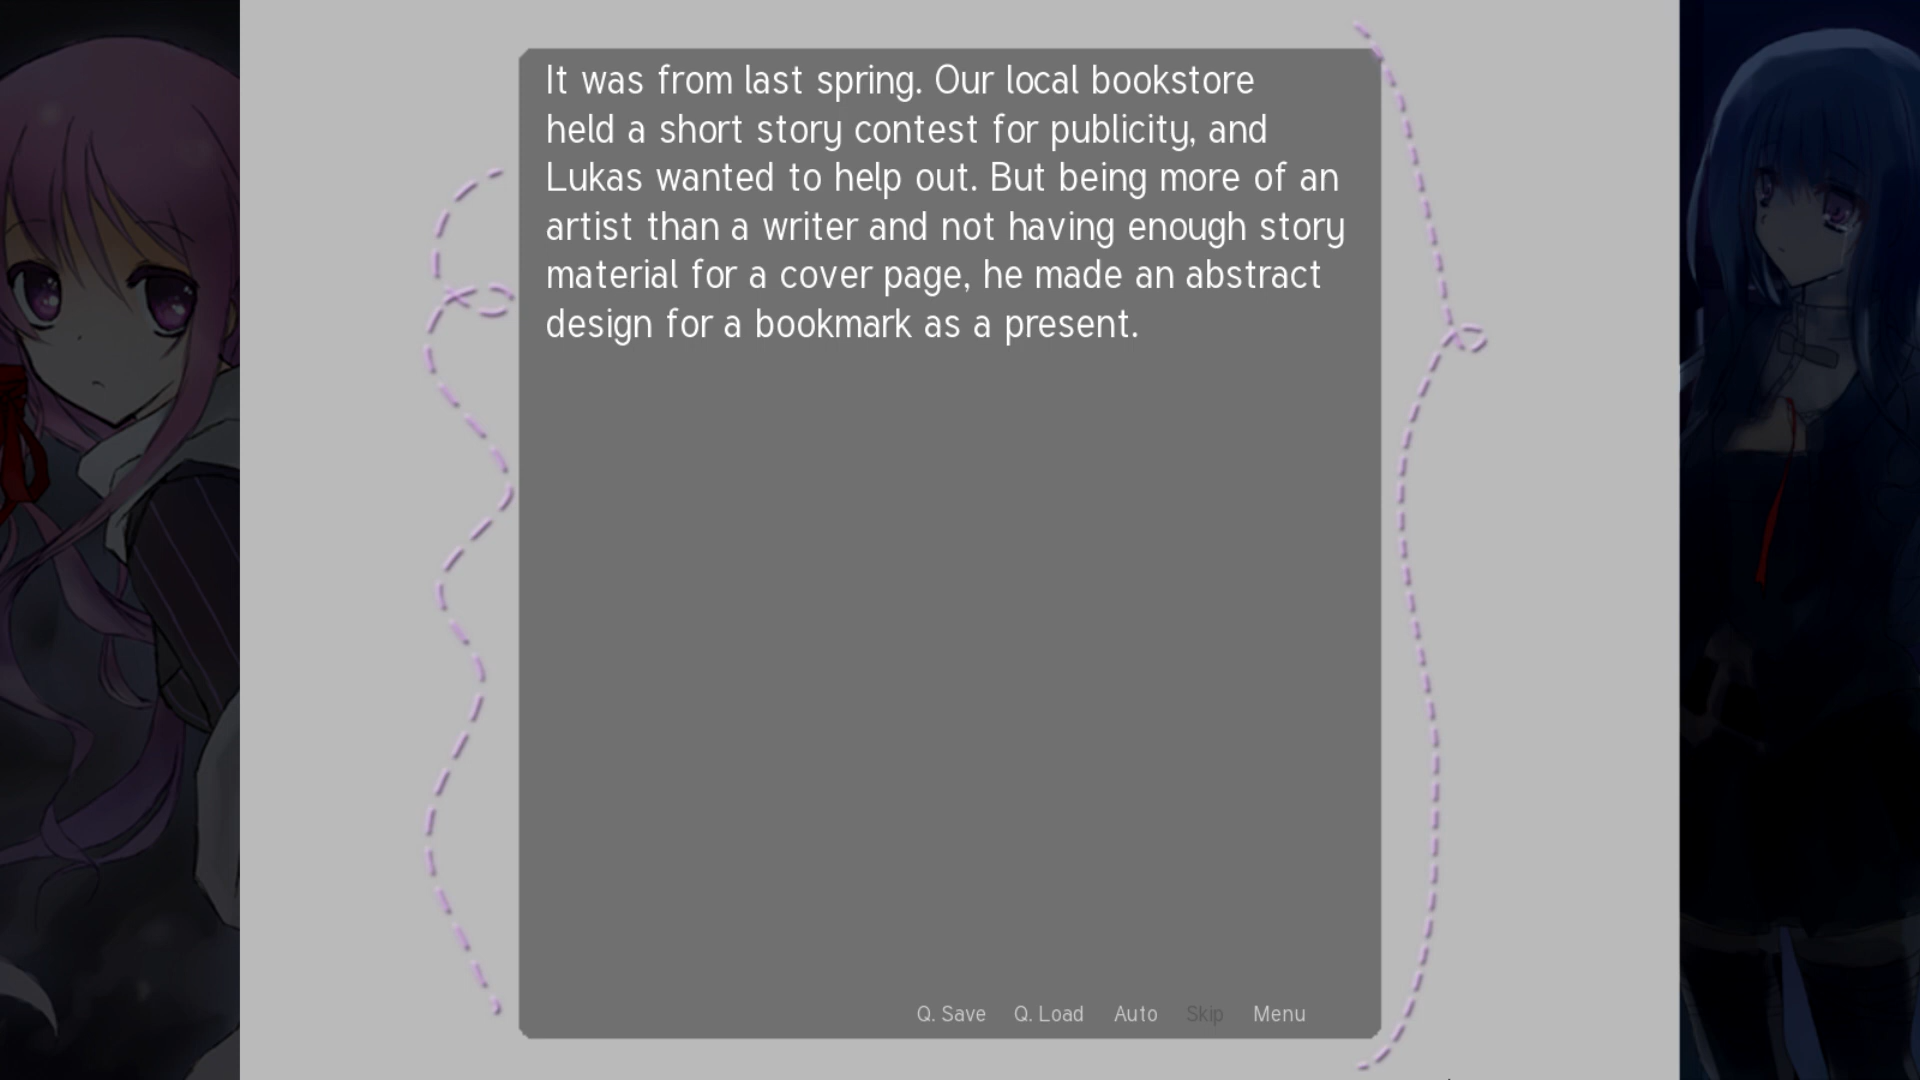 It was from last spring. Our local bookstore
held a short story contest for publicity, and
Lukas wanted to help out. But being more of an
artist than a writer and not having enough story
material for a cover page, he made an abstract
design for a bookmark as a present.
Q. Save Q. Load Auto Skip Menu